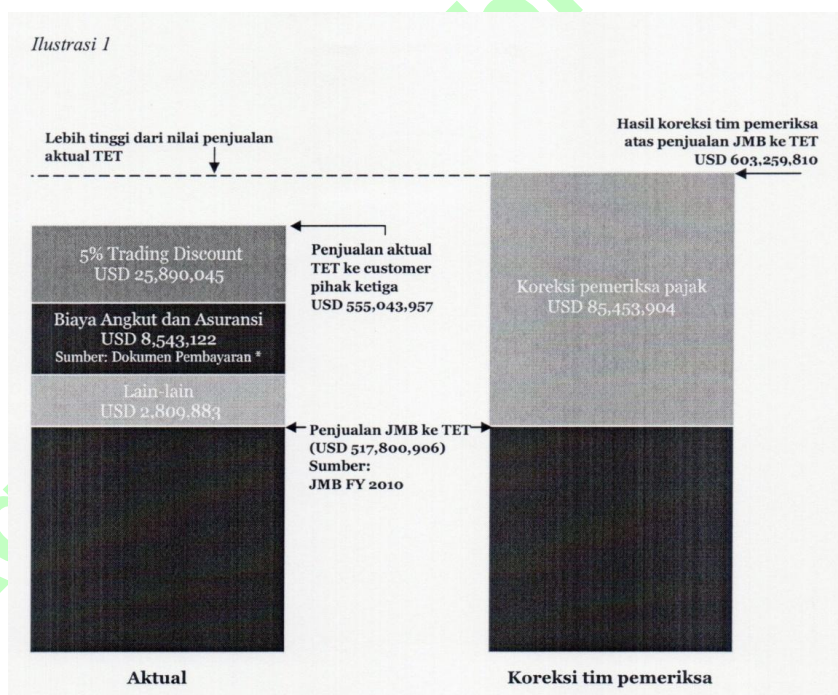 Ilustrasi 1
Lebih tinggi dari nilai penjualan
aktual TET
Hasil koreksi tim pemeriksa
atas penjualan JMB ke TET
USD 603,259,810
5% Trading Discount
USD 25,890,045
Penjualan aktual
TET ke customer
pihak ketiga
USD 555,043,957
Koreksi pemeriksa pajak
USD 85,453,904
Biaya Angkut dan Asuransi
USD 8,543,122
Sumber: Dokumen Pembayaran *
Lain-lain
USD 2,809,883
Penjualan JMB ke TET
(USD 517,800,906)
Sumber:
JMB FY 2010
Aktual
Koreksi tim pemeriksa